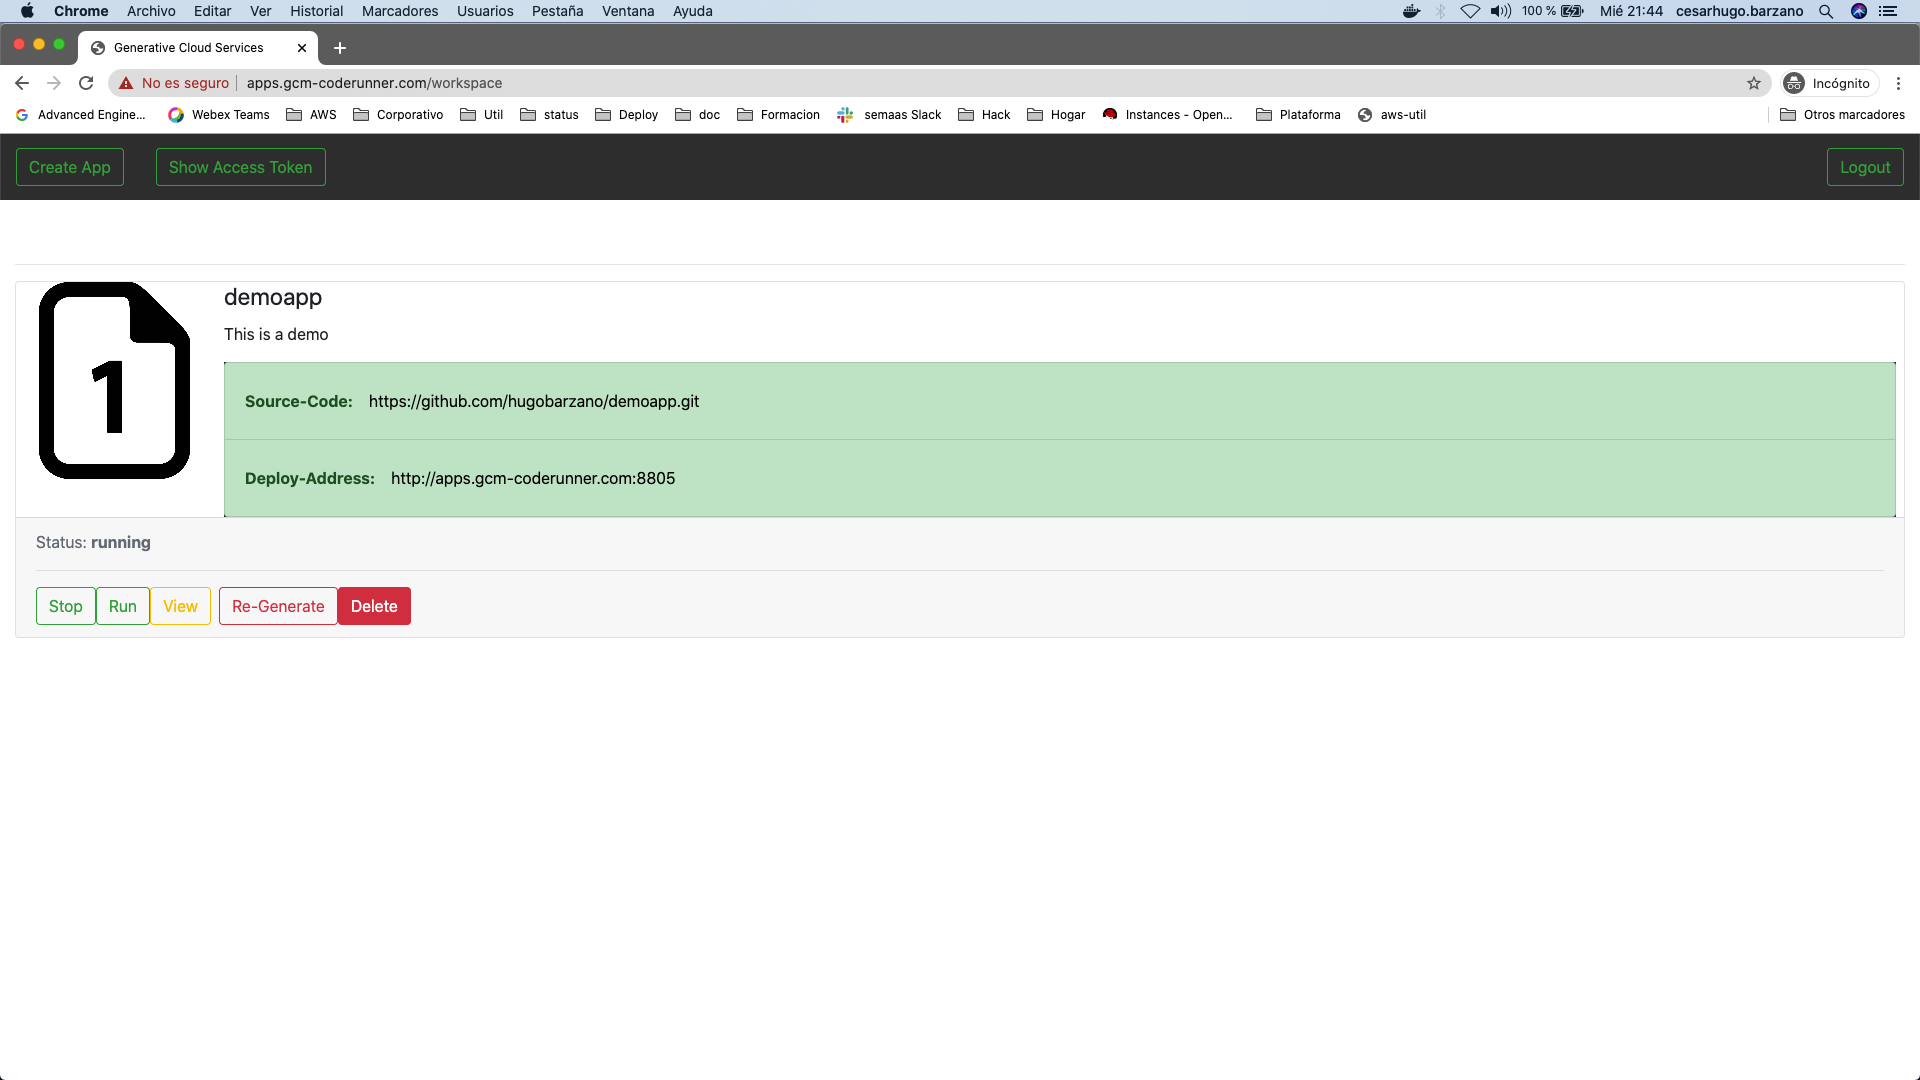 Chrome Archivo Editar Ver Historial Marcadores Usuarios Pestaña Ventana Ayuda 100 % Mié 21:44 cesarhugo.barzano
Generative Cloud Services
No es seguro apps.gcm-coderunner.com/workspace Incógnito
Advanced Engine... Webex Teams AWS Corporativo Util status Deploy doc Formacion semaas Slack Hack Hogar Instances - Open... Plataforma aws-util Otros marcadores
Create App Show Access Token Logout
1
demoapp
This is a demo
Source-Code: https://github.com/hugobarzano/demoapp.git
Deploy-Address: http://apps.gcm-coderunner.com:8805
Status: running
Stop Run View Re-Generate Delete